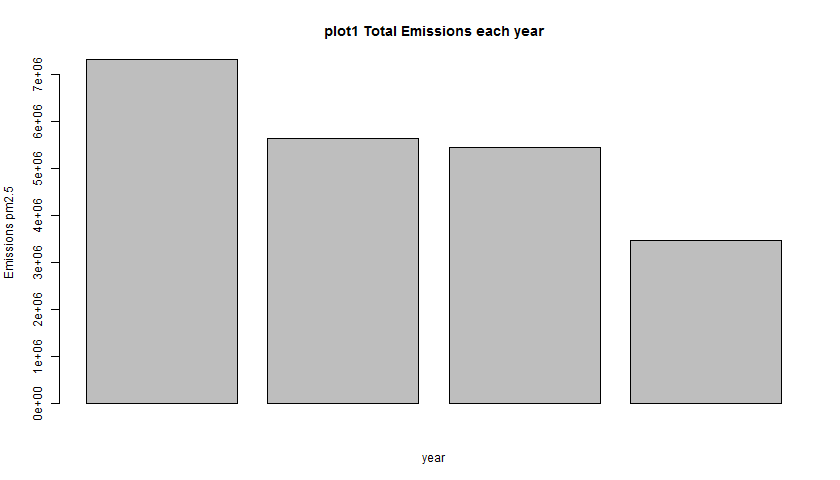 plot1 Total Emissions each year
Emissions pm2.5
7e+06
6e+06
5e+06
4e+06
3e+06
2e+06
1e+06
0e+00
year